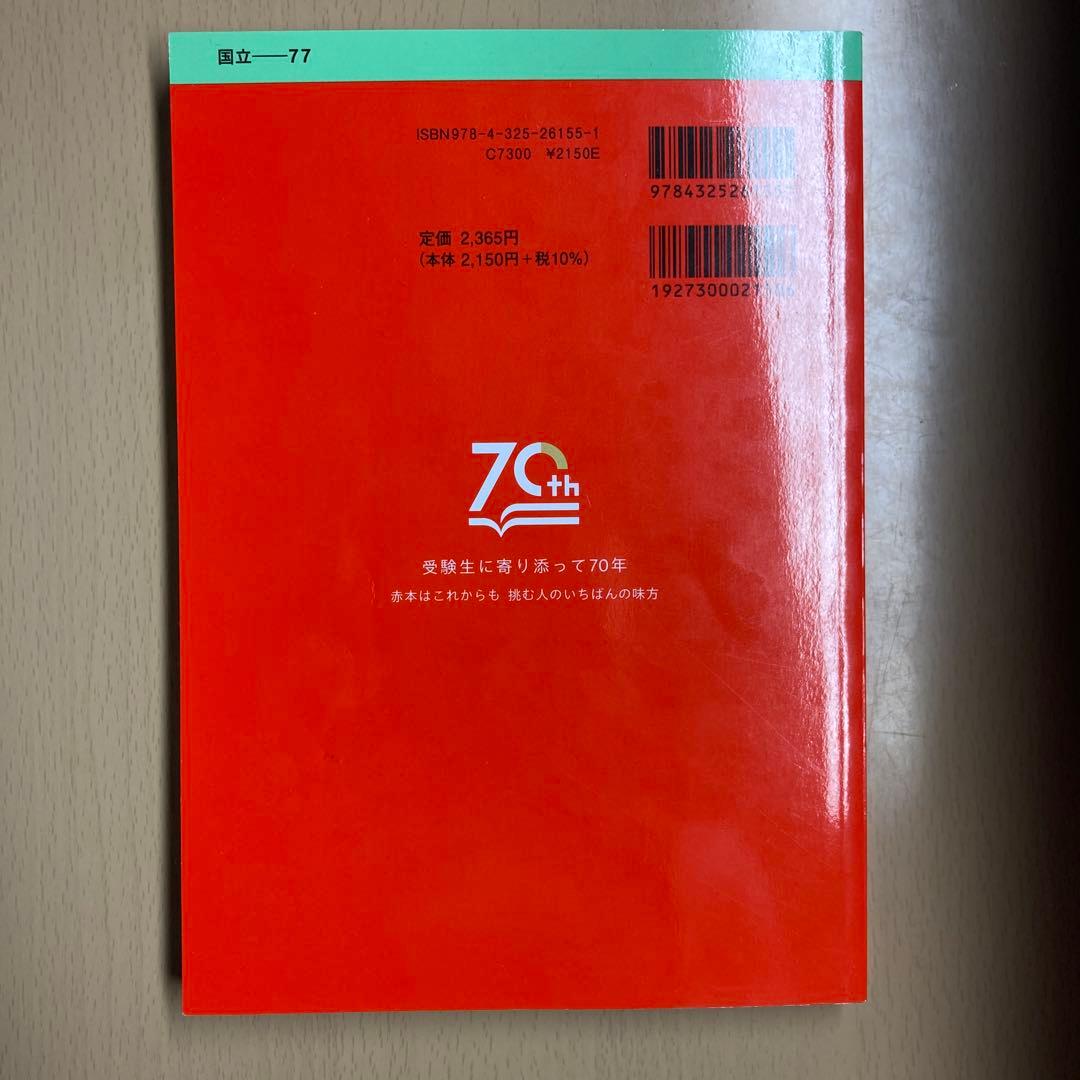 国立――77
ISBN978-4-325-26155-1
C7300 ¥2150E
定価 2,365円
(本体 2,150円+税10%)
70th
受験生に寄り添って70年
赤本はこれからも 挑む人のいちばんの味方